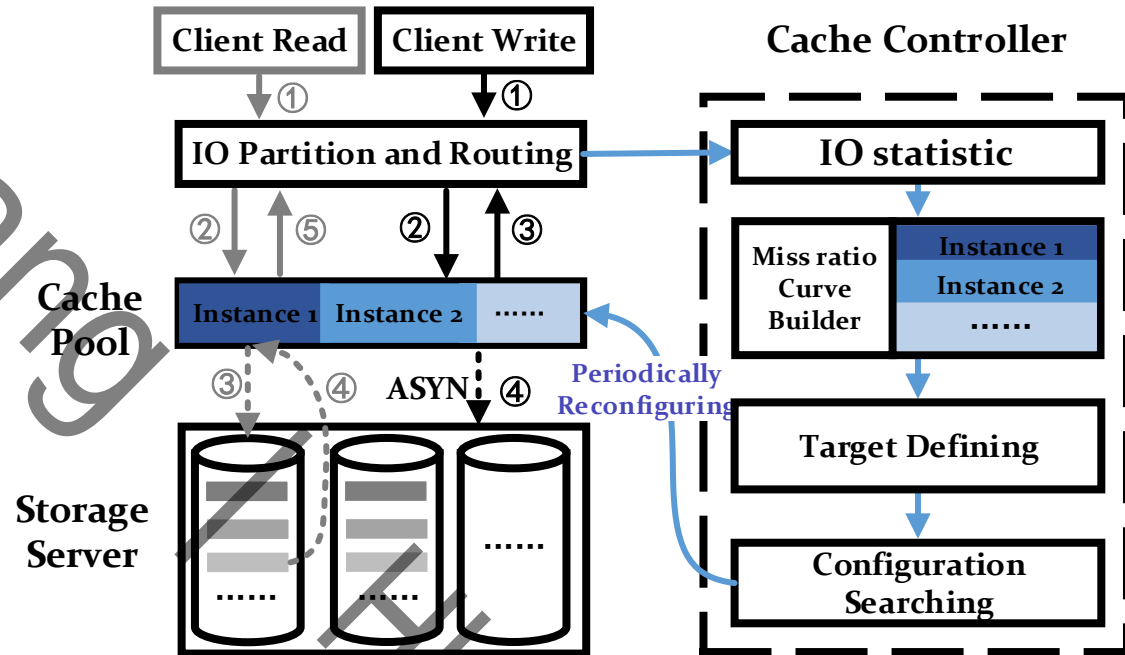 Client Read
Client Write
Cache Controller
①
①
IO Partition and Routing
IO statistic
②
⑤
②
③
Miss ratio
Curve
Builder
Instance 1
Instance 2
......
Cache
Pool
Instance 1
Instance 2
......
③
④
ASYN
④
Periodically
Reconfiguring
Target Defining
Storage
Server
......
......
......
Configuration
Searching